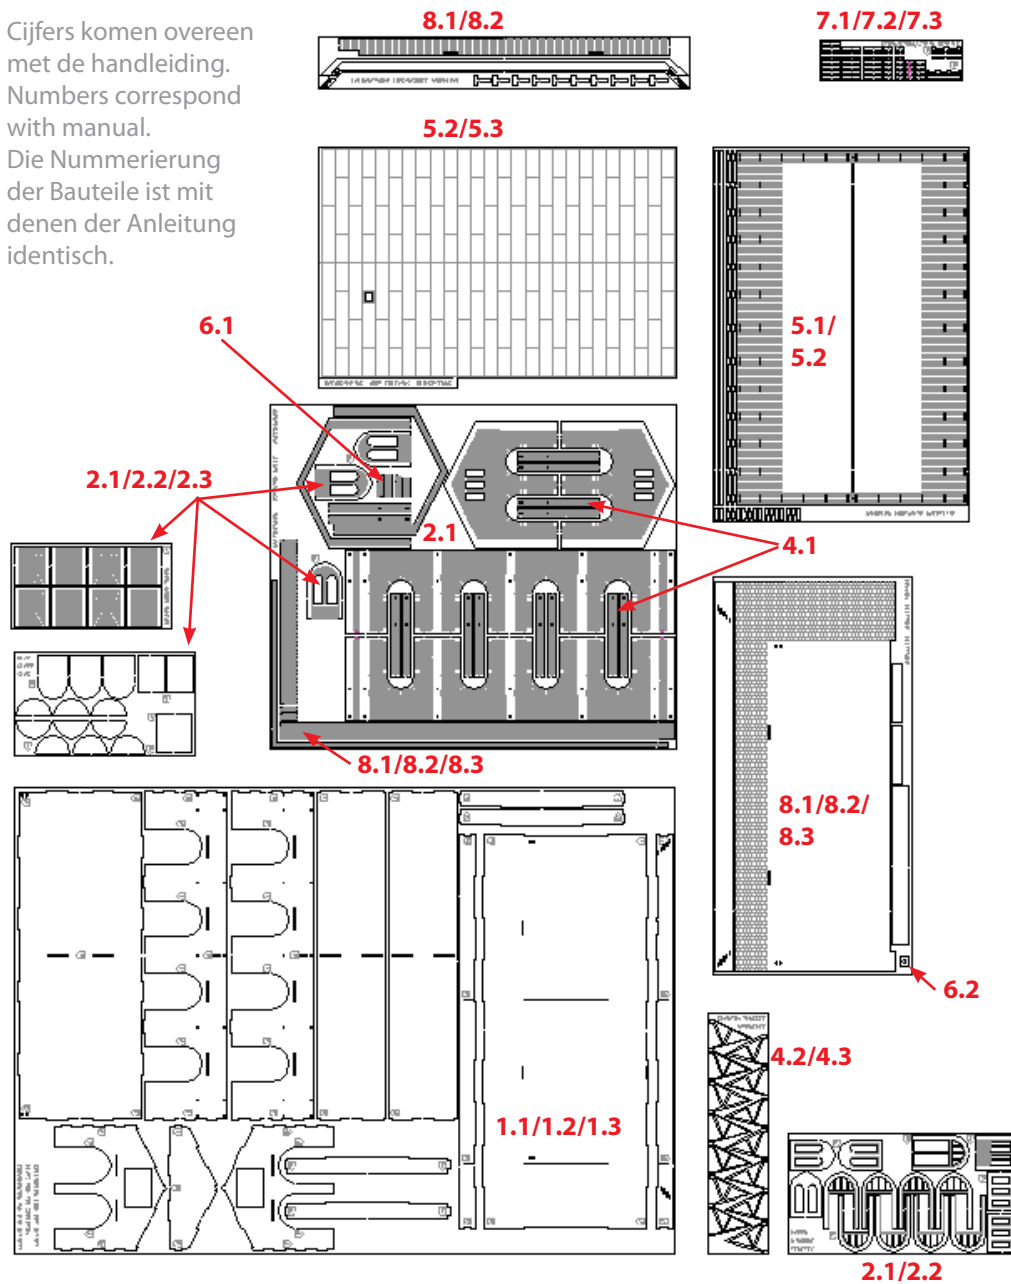 Cijfers komen overeen
met de handleiding.
Numbers correspond
with manual.
Die Nummerierung
der Bauteile ist mit
denen der Anleitung
identisch.
8.1/8.2
7.1/7.2/7.3
5.2/5.3
6.1
5.1/
5.2
2.1/2.2/2.3
2.1
4.1
8.1/8.2/8.3
8.1/8.2/
8.3
6.2
4.2/4.3
1.1/1.2/1.3
2.1/2.2